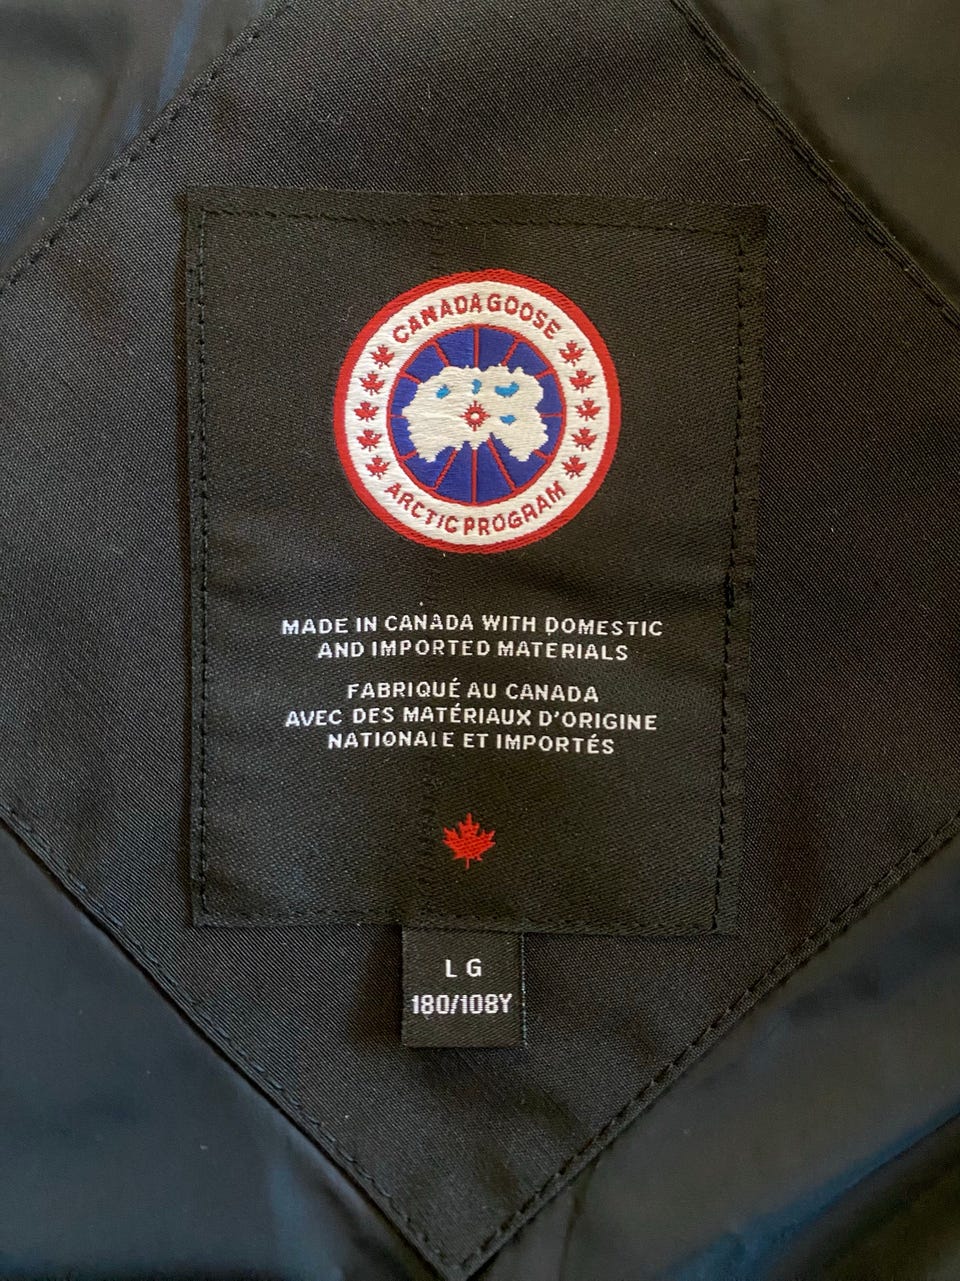 CANADA GOOSE
ARCTIC PROGRAM
MADE IN CANADA WITH DOMESTIC
AND IMPORTED MATERIALS
FABRIQUÉ AU CANADA
AVEC DES MATÉRIAUX D'ORIGINE
NATIONALE ET IMPORTÉS
LG
180/108Y